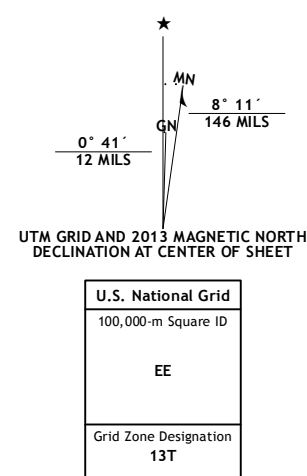 ★
MN
8° 11´
146 MILS
GN
0° 41´
12 MILS
UTM GRID AND 2013 MAGNETIC NORTH
DECLINATION AT CENTER OF SHEET
U.S. National Grid
100,000-m Square ID
EE
Grid Zone Designation
13T